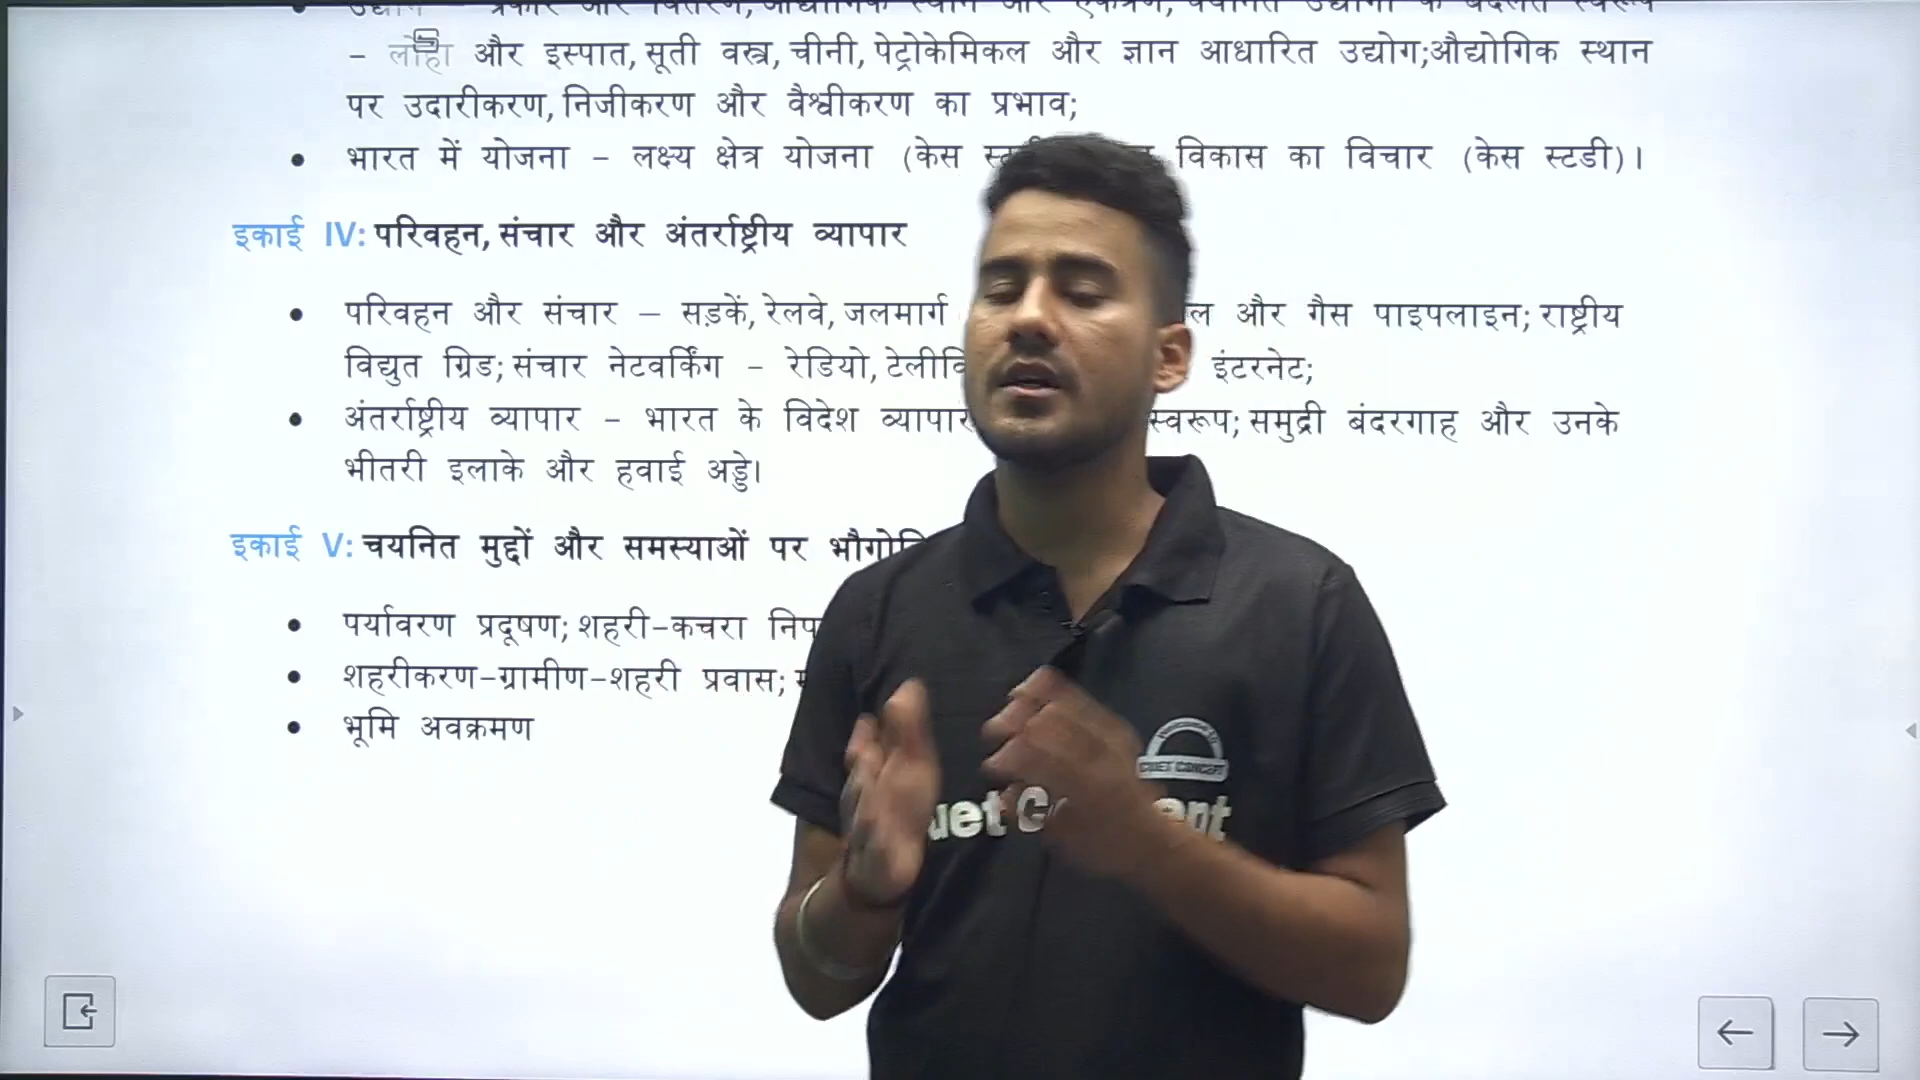 – लोहा और इस्पात, सूती वस्त्र, चीनी, पेट्रोकेमिकल और ज्ञान आधारित उद्योग;औद्योगिक स्थान
पर उदारीकरण, निजीकरण और वैश्वीकरण का प्रभाव;
• भारत में योजना – लक्ष्य क्षेत्र योजना (केस विकास का विचार (केस स्टडी)।
इकाई IV: परिवहन, संचार और अंतर्राष्ट्रीय व्यापार
• परिवहन और संचार – सड़कें, रेलवे, जलमार्ग और गैस पाइपलाइन; राष्ट्रीय
विद्युत ग्रिड; संचार नेटवर्किंग – रेडियो, इंटरनेट;
• अंतर्राष्ट्रीय व्यापार – भारत के विदेश व्यापार स्वरूप; समुद्री बंदरगाह और उनके
भीतरी इलाके और हवाई अड्डे।
इकाई V: चयनित मुद्दों और समस्याओं पर
• पर्यावरण प्रदूषण; शहरी-कचरा
• शहरीकरण-ग्रामीण-शहरी प्रवास;
• भूमि अवक्रमण
CUET CONCEPT